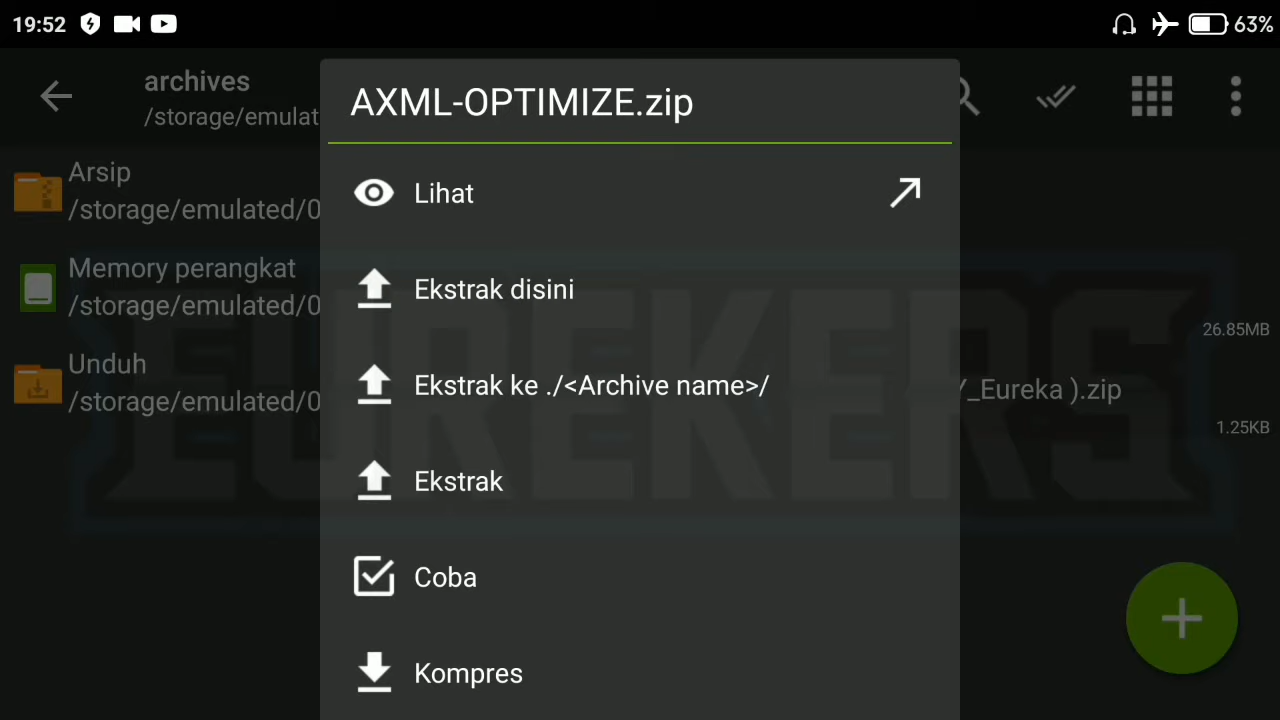 19:52
63%
archives
/storage/emulat
AXML-OPTIMIZE.zip
Arsip
/storage/emulated/0
Lihat
Memory perangkat
/storage/emulated/0
Ekstrak disini
26.85MB
Unduh
/storage/emulated/0
Ekstrak ke ./<Archive name>/
_Eureka ).zip
1.25KB
EUREKERS
Ekstrak
Coba
Kompres